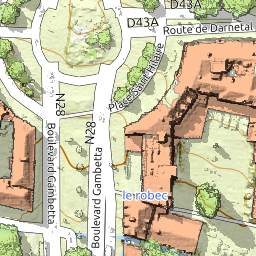 D43A
D43A
Route de Darnetal
Place Saint-Hilaire
N28
N28
Boulevard Gambetta
Boulevard Gambetta
le robec